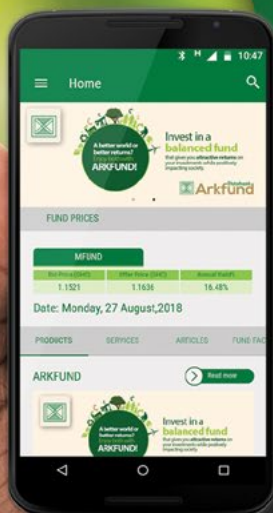 10:47
Home
A better world or
better returns?
Enjoy both with
ARKFUND!
Invest in a
balanced fund
that gives you attractive returns on
your investments while positively
impacting society.
Arkfund
FUND PRICES
MFUND
Bid Price (GHC) Offer Price (GHC) Annual Yield%
1.1521 1.1636 16.48%
Date: Monday, 27 August,2018
PRODUCTS SERVICES ARTICLES FUND FAC
ARKFUND
Read more
A better world or
better returns?
Enjoy both with
ARKFUND!
Invest in a
balanced fund
that gives you attractive returns on
your investments while positively
impacting society.